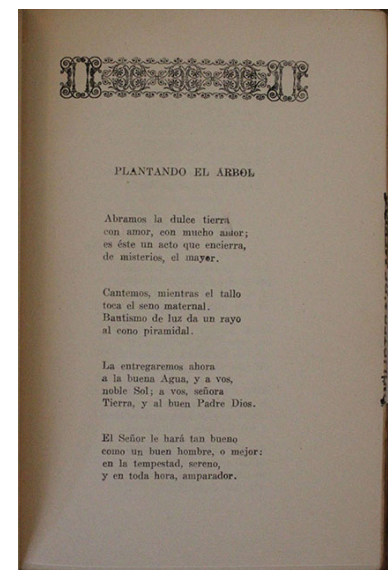 PLANTANDO EL ÁRBOL
Abramos la dulce tierra
con amor, con mucho amor;
es éste un acto que encierra,
de misterios, el mayor.
Cantemos, mientras el tallo
toca el seno maternal.
Bautismo de luz da un rayo
al cono piramidal.
La entregaremos ahora
a la buena Agua, y a vos,
noble Sol; a vos, señora
Tierra, y al buen Padre Dios.
El Señor le hará tan bueno
como un buen hombre, o mejor:
en la tempestad, sereno,
y en toda hora, amparador.